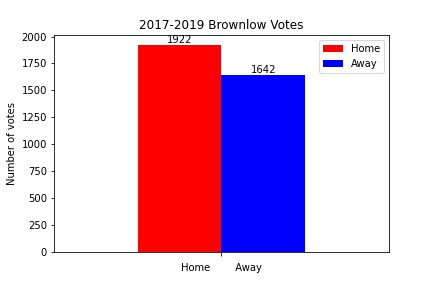 2017-2019 Brownlow Votes
2000
1750
1500
1250
1000
750
500
250
0
Number of votes
1922
1642
Home
Away
Home Away